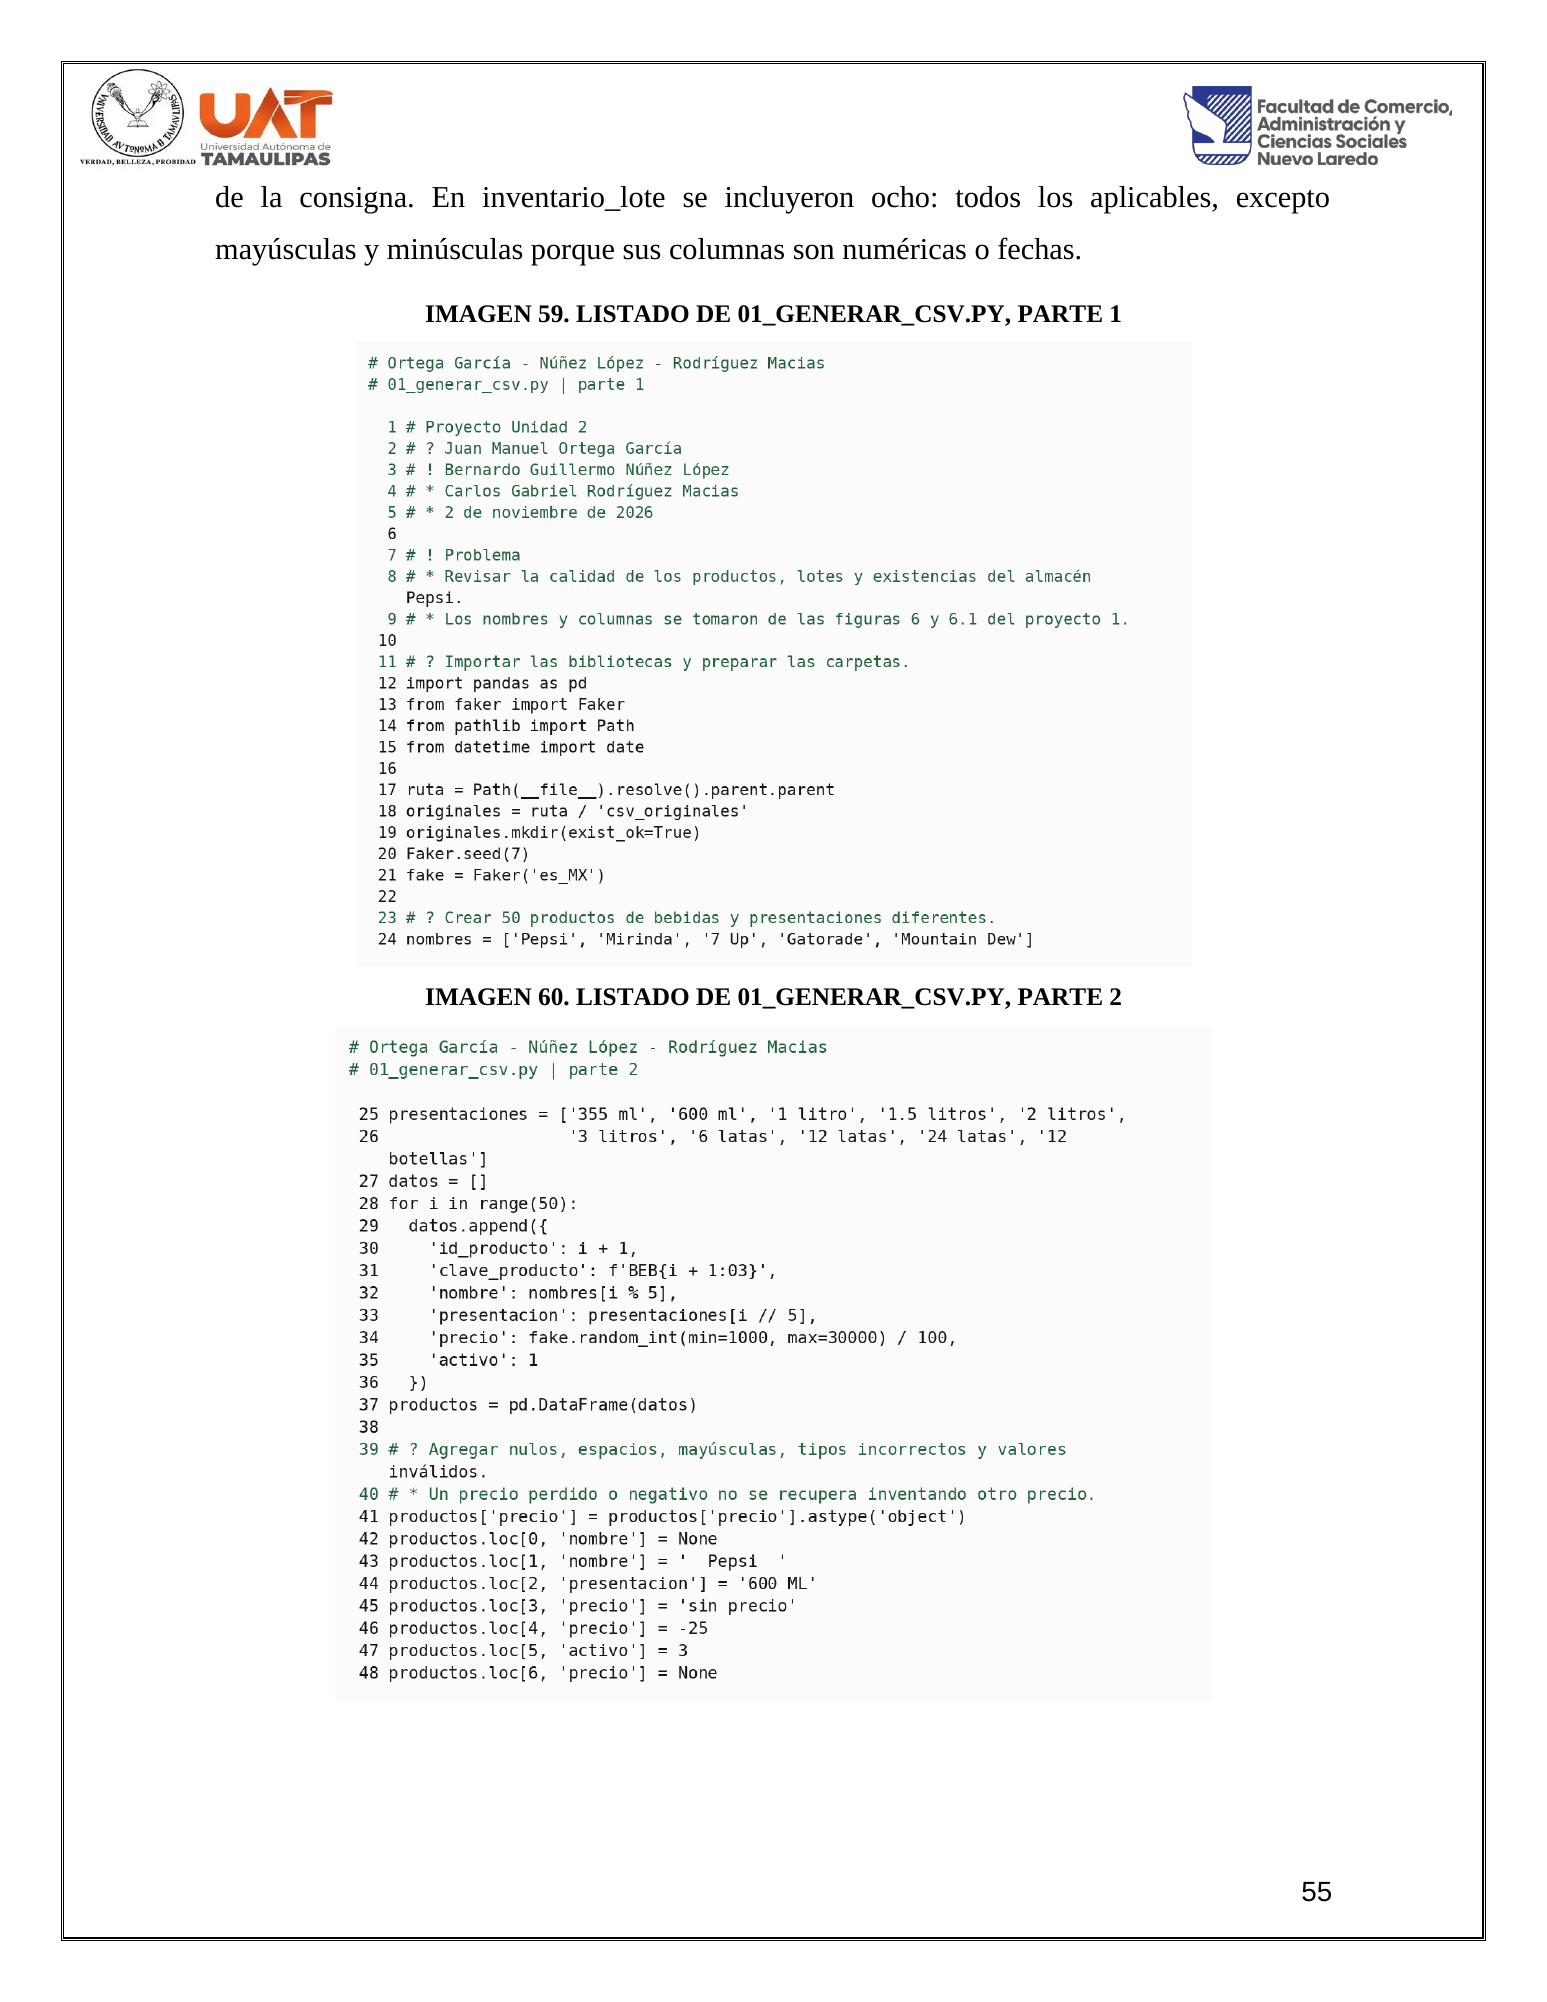 UNIVERSIDAD AVTONOMA D TAMAVLIPAS
VERDAD, BELLEZA, PROBIDAD
UAT
Universidad Autónoma de
TAMAULIPAS
Facultad de Comercio,
Administración y
Ciencias Sociales
Nuevo Laredo
de la consigna. En inventario_lote se incluyeron ocho: todos los aplicables, excepto
mayúsculas y minúsculas porque sus columnas son numéricas o fechas.
IMAGEN 59. LISTADO DE 01_GENERAR_CSV.PY, PARTE 1
# Ortega García - Núñez López - Rodríguez Macias
# 01_generar_csv.py | parte 1
1 # Proyecto Unidad 2
2 # ? Juan Manuel Ortega García
3 # ! Bernardo Guillermo Núñez López
4 # * Carlos Gabriel Rodríguez Macias
5 # * 2 de noviembre de 2026
6
7 # ! Problema
8 # * Revisar la calidad de los productos, lotes y existencias del almacén
Pepsi.
9 # * Los nombres y columnas se tomaron de las figuras 6 y 6.1 del proyecto 1.
10
11 # ? Importar las bibliotecas y preparar las carpetas.
12 import pandas as pd
13 from faker import Faker
14 from pathlib import Path
15 from datetime import date
16
17 ruta = Path(__file__).resolve().parent.parent
18 originales = ruta / 'csv_originales'
19 originales.mkdir(exist_ok=True)
20 Faker.seed(7)
21 fake = Faker('es_MX')
22
23 # ? Crear 50 productos de bebidas y presentaciones diferentes.
24 nombres = ['Pepsi', 'Mirinda', '7 Up', 'Gatorade', 'Mountain Dew']
IMAGEN 60. LISTADO DE 01_GENERAR_CSV.PY, PARTE 2
# Ortega García - Núñez López - Rodríguez Macias
# 01_generar_csv.py | parte 2
25 presentaciones = ['355 ml', '600 ml', '1 litro', '1.5 litros', '2 litros',
26                   '3 litros', '6 latas', '12 latas', '24 latas', '12
botellas']
27 datos = []
28 for i in range(50):
29   datos.append({
30     'id_producto': i + 1,
31     'clave_producto': f'BEB{i + 1:03}',
32     'nombre': nombres[i % 5],
33     'presentacion': presentaciones[i // 5],
34     'precio': fake.random_int(min=1000, max=30000) / 100,
35     'activo': 1
36   })
37 productos = pd.DataFrame(datos)
38
39 # ? Agregar nulos, espacios, mayúsculas, tipos incorrectos y valores
inválidos.
40 # * Un precio perdido o negativo no se recupera inventando otro precio.
41 productos['precio'] = productos['precio'].astype('object')
42 productos.loc[0, 'nombre'] = None
43 productos.loc[1, 'nombre'] = '  Pepsi  '
44 productos.loc[2, 'presentacion'] = '600 ML'
45 productos.loc[3, 'precio'] = 'sin precio'
46 productos.loc[4, 'precio'] = -25
47 productos.loc[5, 'activo'] = 3
48 productos.loc[6, 'precio'] = None
55